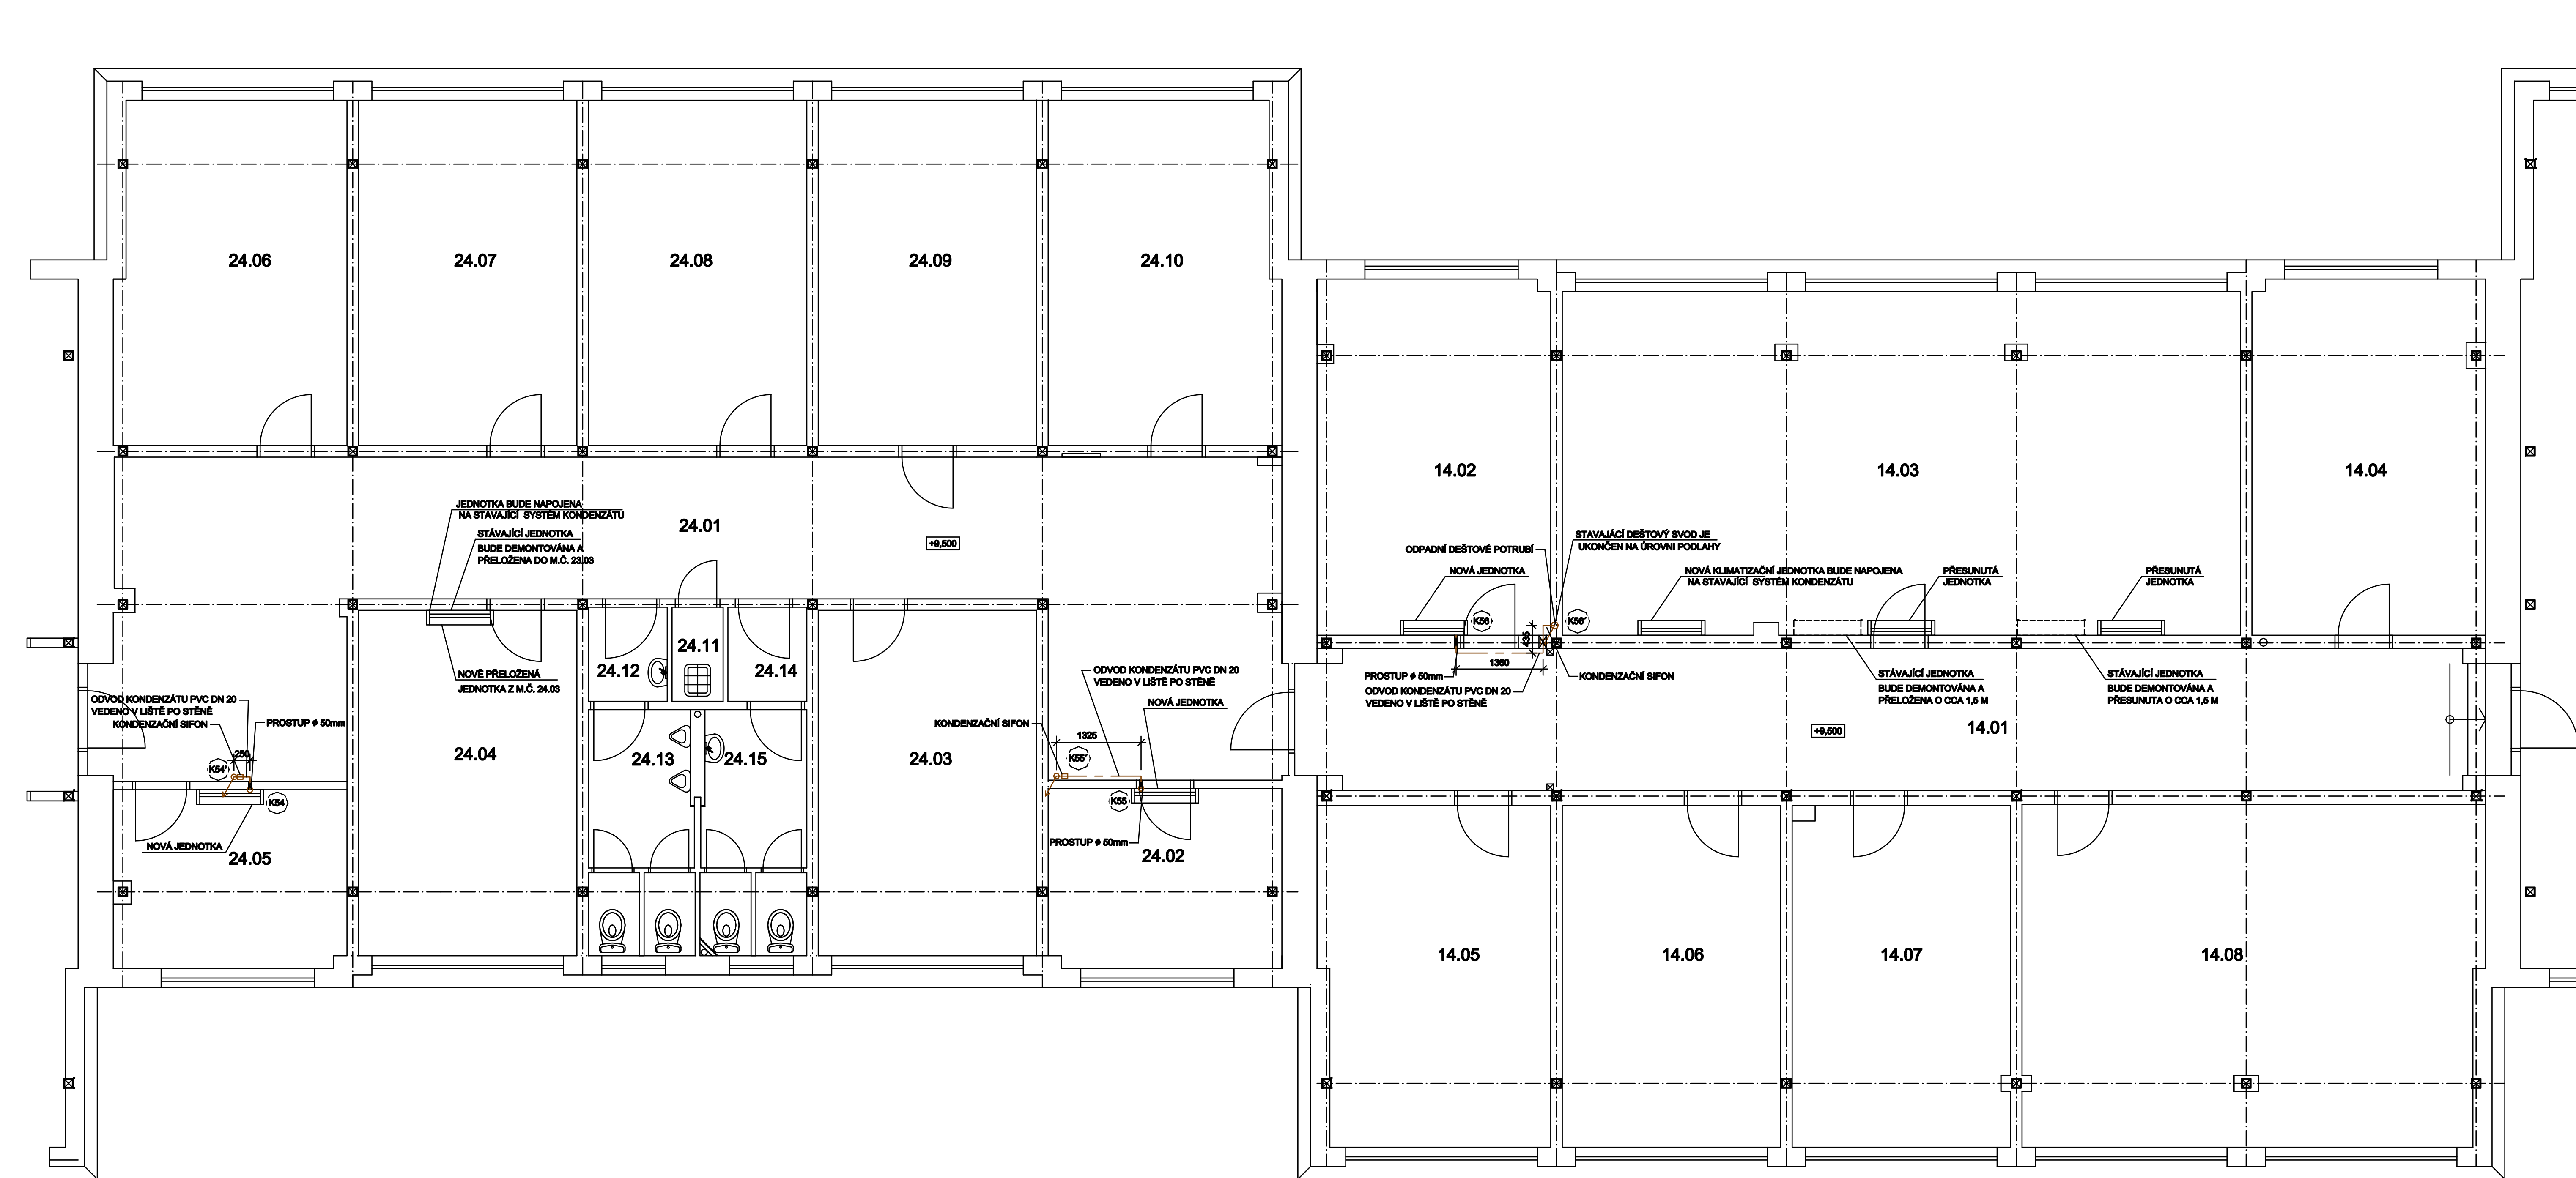 24.06
24.07
24.08
24.09
24.10
14.02
14.03
14.04
JEDNOTKA BUDE NAPOJENA
NA STAVAJÍCÍ SYSTÉM KONDENZÁTU
STÁVAJÍCÍ JEDNOTKA
BUDE DEMONTOVÁNA A
PŘELOŽENA DO M.Č. 23.03
24.01
+9,500
ODPADNÍ DEŠTOVÉ POTRUBÍ
STAVAJÁCÍ DEŠTOVÝ SVOD JE
UKONČEN NA ÚROVNI PODLAHY
NOVÁ JEDNOTKA
NOVÁ KLIMATIZAČNÍ JEDNOTKA BUDE NAPOJENA
NA STAVAJÍCÍ SYSTÉM KONDENZÁTU
PŘESUNUTÁ
JEDNOTKA
PŘESUNUTÁ
JEDNOTKA
K56
K56´
435
1360
PROSTUP ø 50mm
ODVOD KONDENZÁTU PVC DN 20
VEDENO V LIŠTĚ PO STĚNĚ
KONDENZAČNÍ SIFON
STÁVAJÍCÍ JEDNOTKA
BUDE DEMONTOVÁNA A
PŘELOŽENA O CCA 1,5 M
STÁVAJÍCÍ JEDNOTKA
BUDE DEMONTOVÁNA A
PŘESUNUTA O CCA 1,5 M
14.01
+9,500
24.11
24.12
24.14
NOVĚ PŘELOŽENÁ
JEDNOTKA Z M.Č. 24.03
ODVOD KONDENZÁTU PVC DN 20
VEDENO V LIŠTĚ PO STĚNĚ
KONDENZAČNÍ SIFON
PROSTUP ø 50mm
250
K54'
K54
NOVÁ JEDNOTKA
24.05
24.04
24.13
24.15
24.03
ODVOD KONDENZÁTU PVC DN 20
VEDENO V LIŠTĚ PO STĚNĚ
NOVÁ JEDNOTKA
KONDENZAČNÍ SIFON
1325
K55´
K55
PROSTUP ø 50mm
24.02
14.05
14.06
14.07
14.08